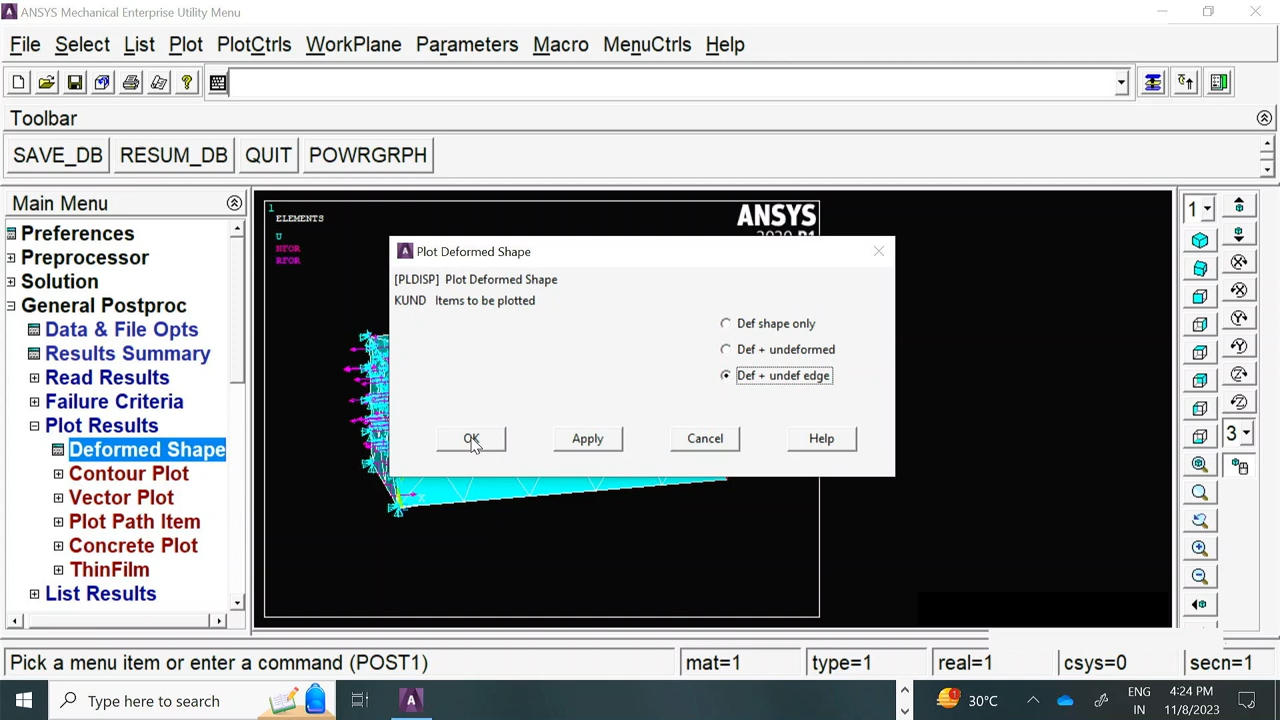 ANSYS Mechanical Enterprise Utility Menu
File Select List Plot PlotCtrls WorkPlane Parameters Macro MenuCtrls Help
Toolbar
SAVE_DB RESUM_DB QUIT POWRGRPH
Main Menu
Preferences
Preprocessor
Solution
General Postproc
Data & File Opts
Results Summary
Read Results
Failure Criteria
Plot Results
Deformed Shape
Contour Plot
Vector Plot
Plot Path Item
Concrete Plot
ThinFilm
List Results
1
ELEMENTS
U
NFOR
RFOR
ANSYS
2020 R1
Plot Deformed Shape
[PLDISP] Plot Deformed Shape
KUND Items to be plotted
Def shape only
Def + undeformed
Def + undef edge
OK Apply Cancel Help
X
1
3
Pick a menu item or enter a command (POST1) mat=1 type=1 real=1 csys=0 secn=1
Type here to search
30°C
ENG
IN
4:24 PM
11/8/2023